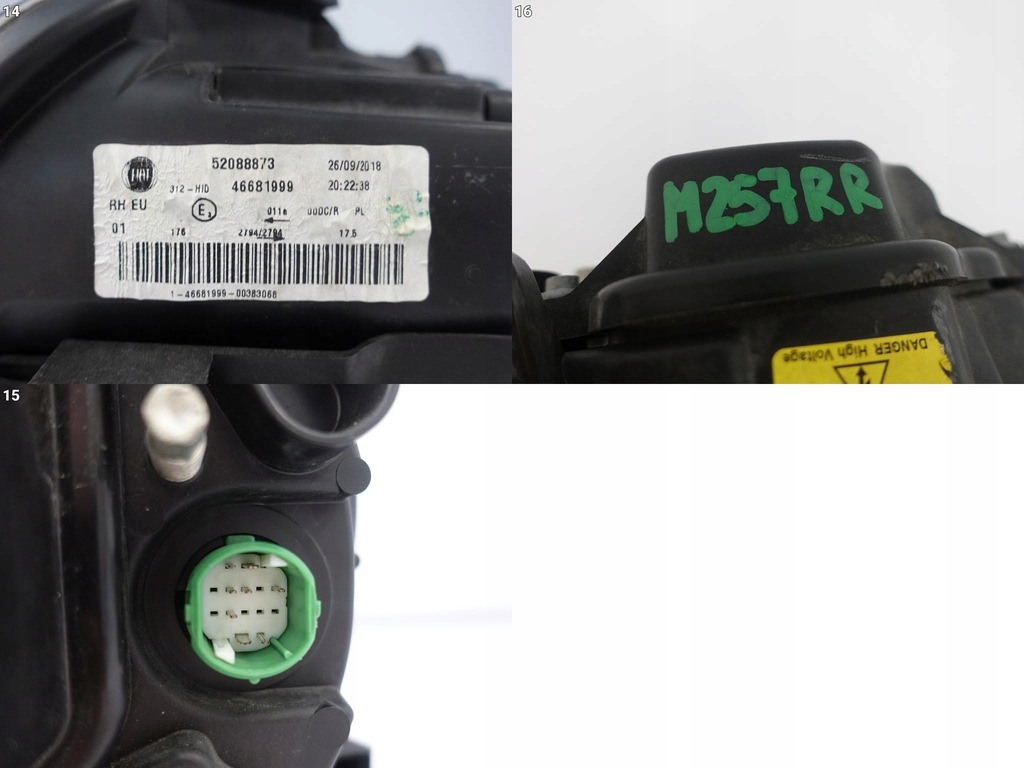 14
FIAT
52088873
26/09/2018
312-HID
46681999
20:22:38
RH EU
E3
011a
00DC/R PL
01
176
2794/2794
17.5
1-46681999-00383068
16
M257RR
DANGER High Voltage
15